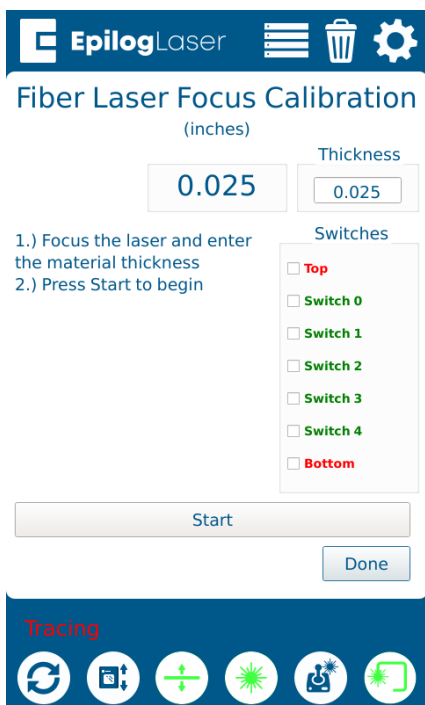 EpilogLaser
Fiber Laser Focus Calibration
(inches)
Thickness
0.025
0.025
1.) Focus the laser and enter
the material thickness
2.) Press Start to begin
Switches
Top
Switch 0
Switch 1
Switch 2
Switch 3
Switch 4
Bottom
Start
Done
Tracing